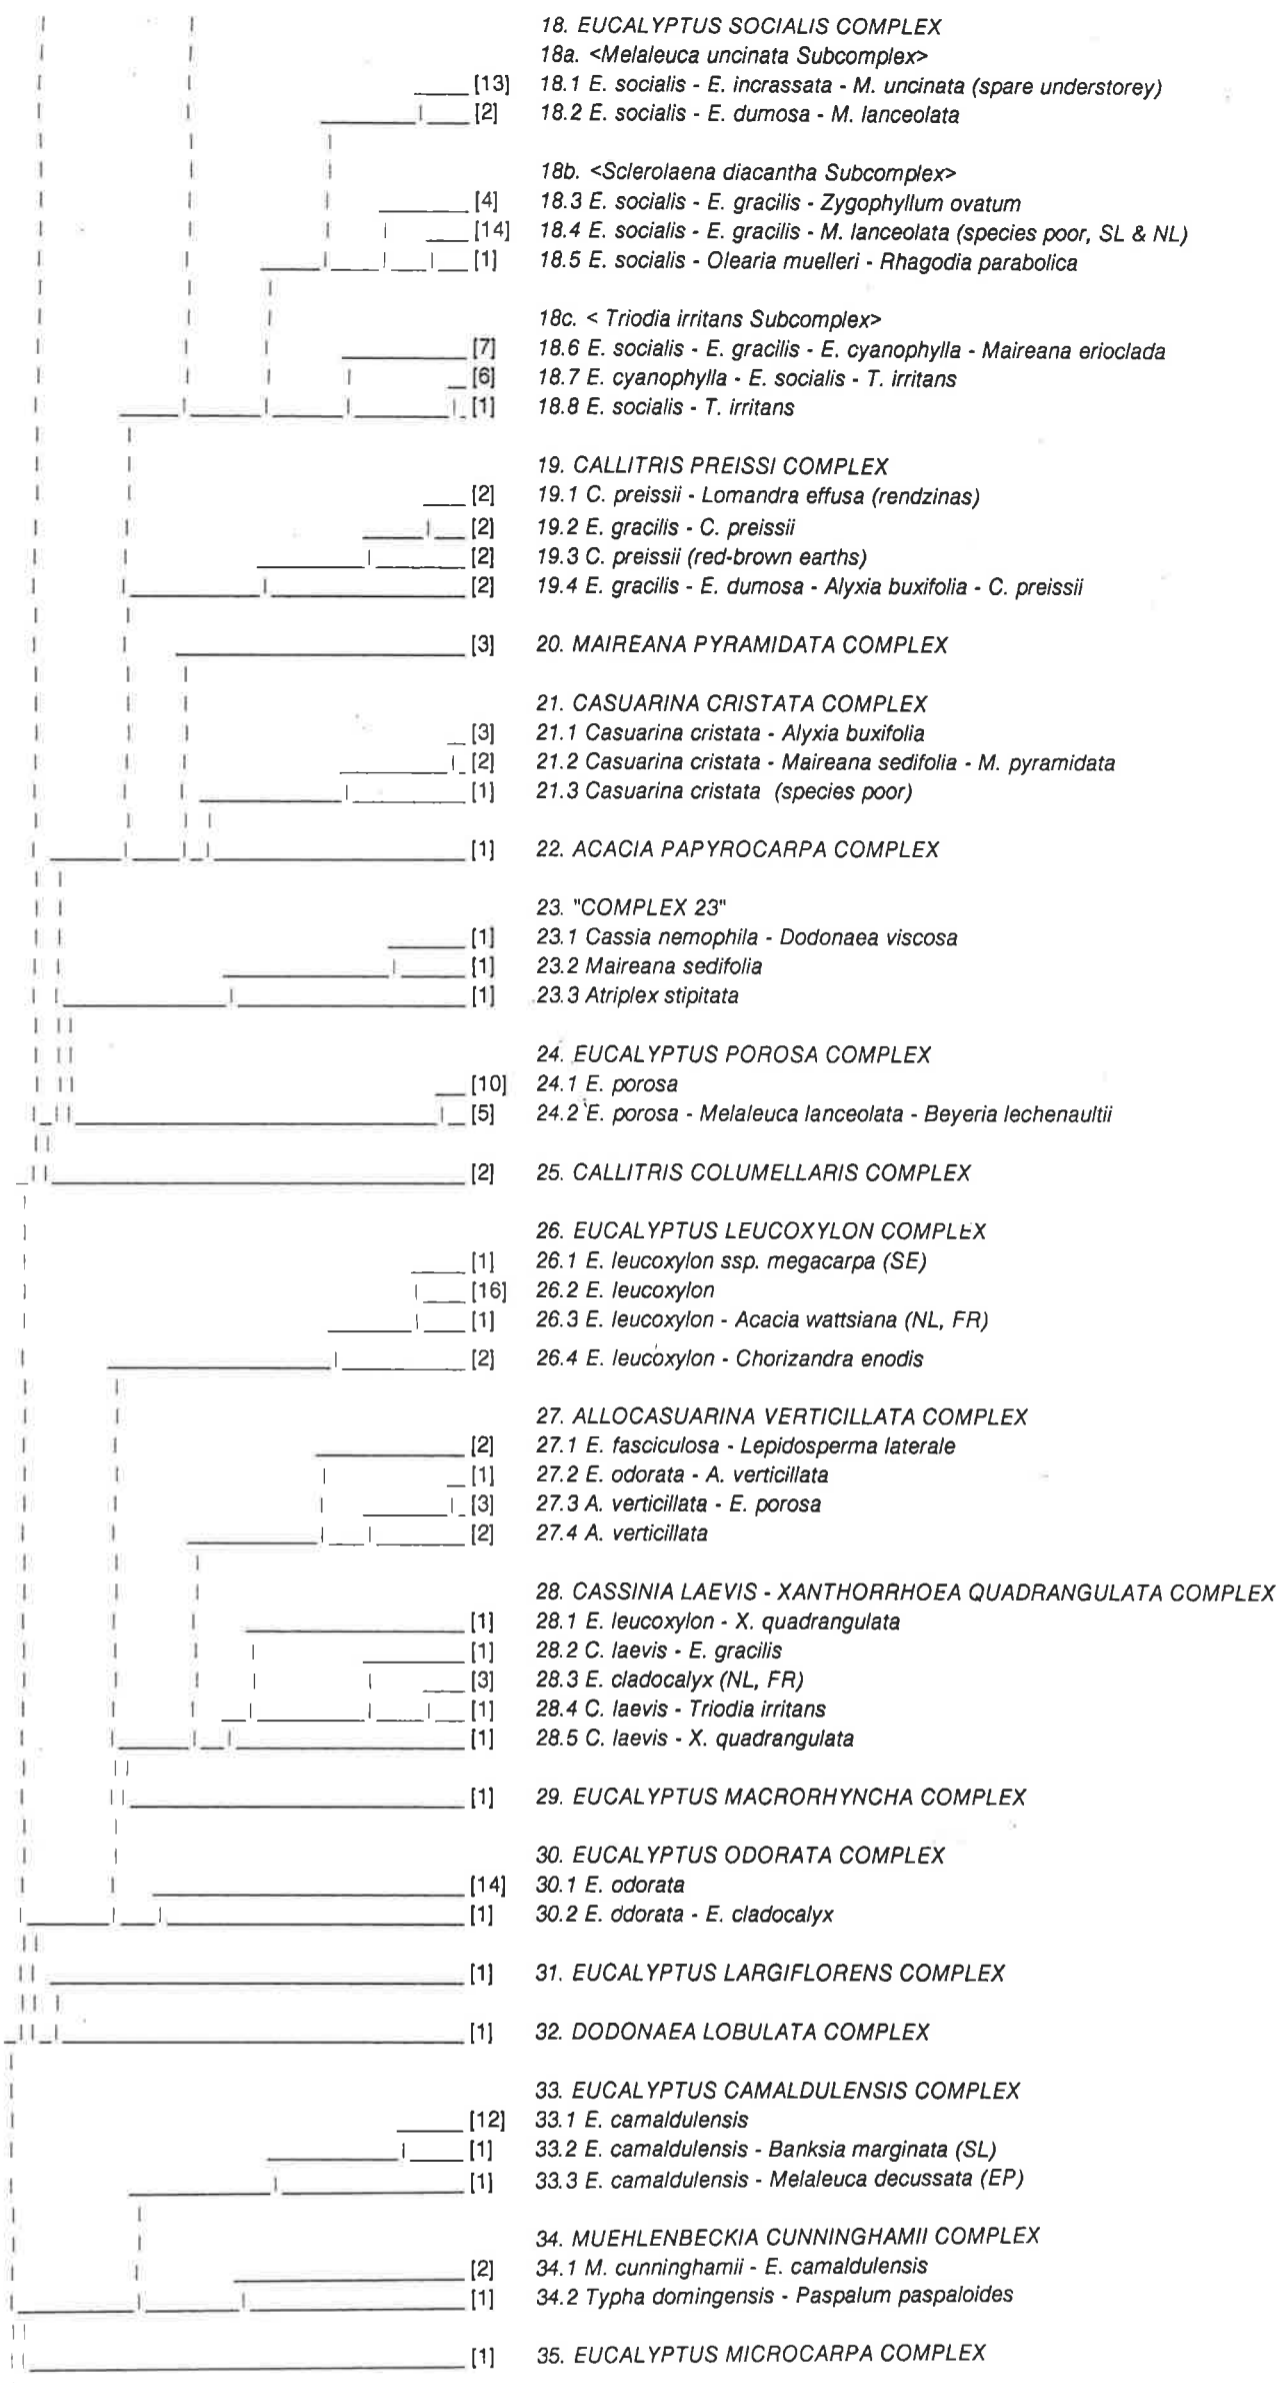 18. EUCALYPTUS SOCIALIS COMPLEX
18a. <Melaleuca uncinata Subcomplex>
[13] 18.1 E. socialis - E. incrassata - M. uncinata (spare understorey)
[2] 18.2 E. socialis - E. dumosa - M. lanceolata
18b. <Sclerolaena diacantha Subcomplex>
[4] 18.3 E. socialis - E. gracilis - Zygophyllum ovatum
[14] 18.4 E. socialis - E. gracilis - M. lanceolata (species poor, SL & NL)
[1] 18.5 E. socialis - Olearia muelleri - Rhagodia parabolica
18c. < Triodia irritans Subcomplex>
[7] 18.6 E. socialis - E. gracilis - E. cyanophylla - Maireana erioclada
[6] 18.7 E. cyanophylla - E. socialis - T. irritans
[1] 18.8 E. socialis - T. irritans
19. CALLITRIS PREISSI COMPLEX
[2] 19.1 C. preissii - Lomandra effusa (rendzinas)
[2] 19.2 E. gracilis - C. preissii
[2] 19.3 C. preissii (red-brown earths)
[2] 19.4 E. gracilis - E. dumosa - Alyxia buxifolia - C. preissii
[3] 20. MAIREANA PYRAMIDATA COMPLEX
21. CASUARINA CRISTATA COMPLEX
[3] 21.1 Casuarina cristata - Alyxia buxifolia
[2] 21.2 Casuarina cristata - Maireana sedifolia - M. pyramidata
[1] 21.3 Casuarina cristata (species poor)
[1] 22. ACACIA PAPYROCARPA COMPLEX
23. "COMPLEX 23"
[1] 23.1 Cassia nemophila - Dodonaea viscosa
[1] 23.2 Maireana sedifolia
[1] 23.3 Atriplex stipitata
24. EUCALYPTUS POROSA COMPLEX
[10] 24.1 E. porosa
[5] 24.2 E. porosa - Melaleuca lanceolata - Beyeria lechenaultii
[2] 25. CALLITRIS COLUMELLARIS COMPLEX
26. EUCALYPTUS LEUCOXYLON COMPLEX
[1] 26.1 E. leucoxylon ssp. megacarpa (SE)
[16] 26.2 E. leucoxylon
[1] 26.3 E. leucoxylon - Acacia wattsiana (NL, FR)
[2] 26.4 E. leucoxylon - Chorizandra enodis
27. ALLOCASUARINA VERTICILLATA COMPLEX
[2] 27.1 E. fasciculosa - Lepidosperma laterale
[1] 27.2 E. odorata - A. verticillata
[3] 27.3 A. verticillata - E. porosa
[2] 27.4 A. verticillata
28. CASSINIA LAEVIS - XANTHORRHOEA QUADRANGULATA COMPLEX
[1] 28.1 E. leucoxylon - X. quadrangulata
[1] 28.2 C. laevis - E. gracilis
[3] 28.3 E. cladocalyx (NL, FR)
[1] 28.4 C. laevis - Triodia irritans
[1] 28.5 C. laevis - X. quadrangulata
[1] 29. EUCALYPTUS MACRORHYNCHA COMPLEX
30. EUCALYPTUS ODORATA COMPLEX
[14] 30.1 E. odorata
[1] 30.2 E. ddorata - E. cladocalyx
[1] 31. EUCALYPTUS LARGIFLORENS COMPLEX
[1] 32. DODONAEA LOBULATA COMPLEX
33. EUCALYPTUS CAMALDULENSIS COMPLEX
[12] 33.1 E. camaldulensis
[1] 33.2 E. camaldulensis - Banksia marginata (SL)
[1] 33.3 E. camaldulensis - Melaleuca decussata (EP)
34. MUEHLENBECKIA CUNNINGHAMII COMPLEX
[2] 34.1 M. cunninghamii - E. camaldulensis
[1] 34.2 Typha domingensis - Paspalum paspaloides
[1] 35. EUCALYPTUS MICROCARPA COMPLEX